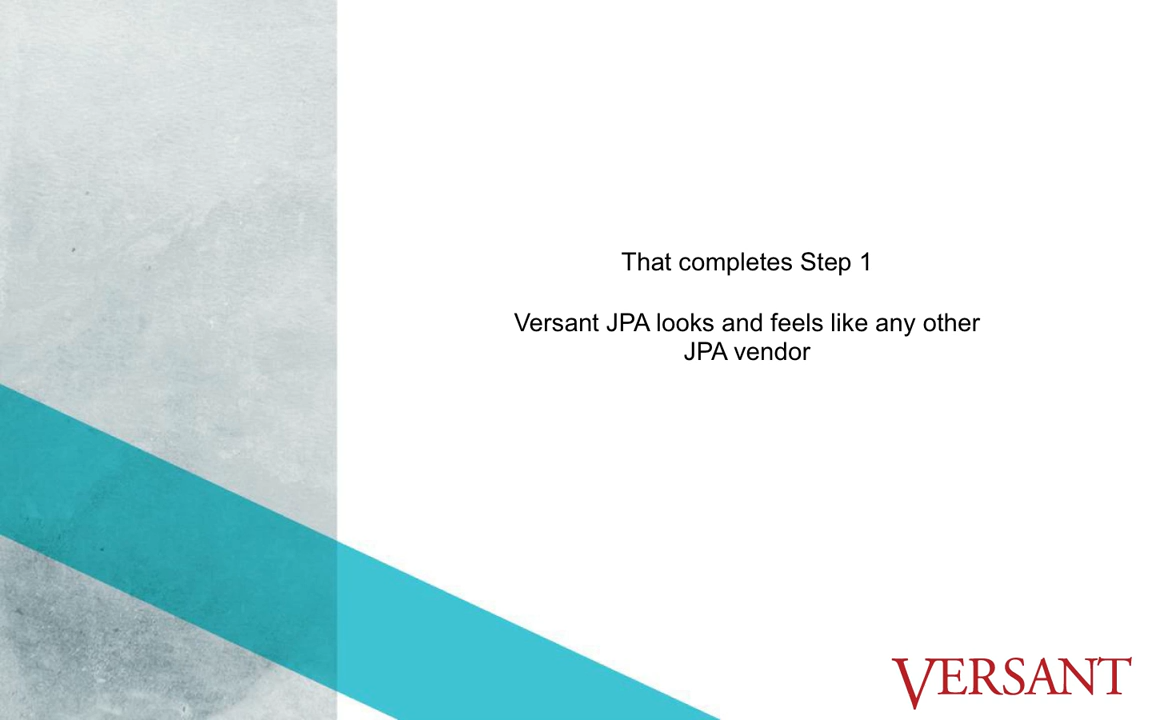 That completes Step 1
Versant JPA looks and feels like any other
JPA vendor
VERSANT